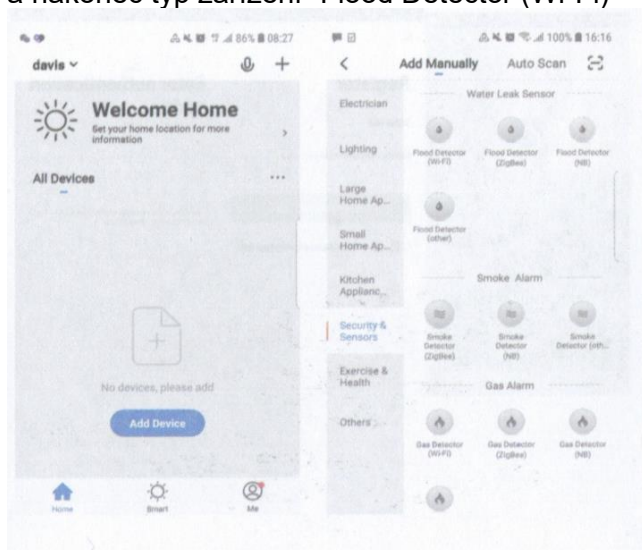 a nakonec typ zařízení "Flood Detector (Wi-Fi)"
86% 08:27
davis
Welcome Home
Set your home location for more
information
All Devices
No devices, please add
Add Device
Home
Smart
Me
100% 16:16
Add Manually
Auto Scan
Electrician
Lighting
Large
Home Ap...
Small
Home Ap...
Kitchen
Applianc...
Security &
Sensors
Exercise &
Health
Others
Water Leak Sensor
Flood Detector
(Wi-Fi)
Flood Detector
(ZigBee)
Flood Detector
(NB)
Flood Detector
(other)
Smoke Alarm
Smoke
Detector
(ZigBee)
Smoke
Detector
(NB)
Smoke
Detector (oth...
Gas Alarm
Gas Detector
(Wi-Fi)
Gas Detector
(ZigBee)
Gas Detector
(NB)